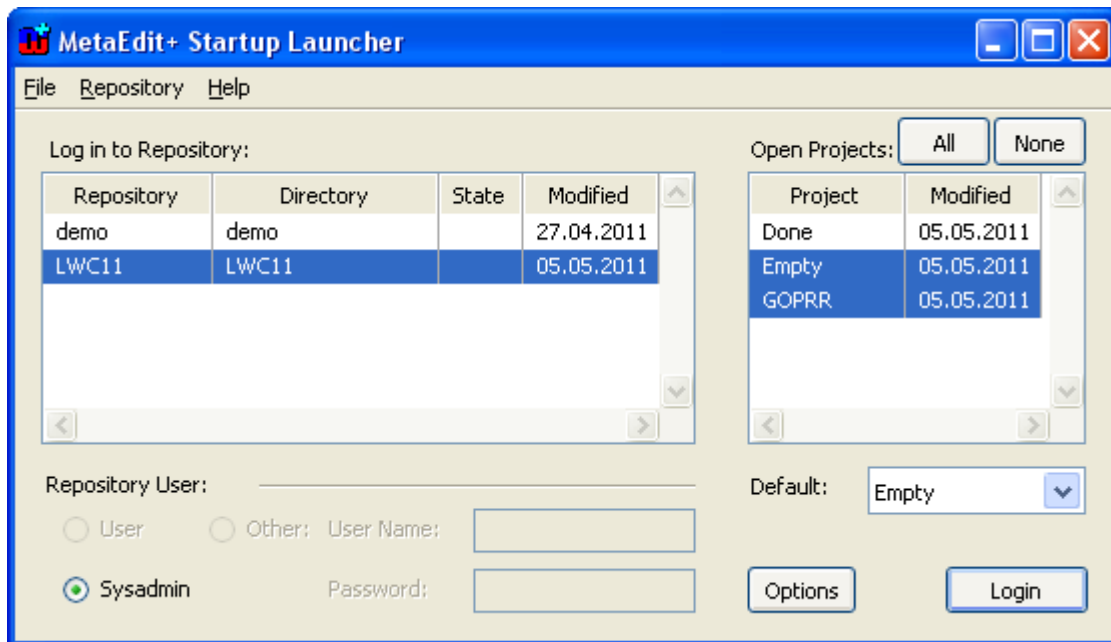 MetaEdit+ Startup Launcher
File Repository Help
Log in to Repository:
Open Projects: All None
Repository Directory State Modified
Project Modified
demo demo 27.04.2011
Done 05.05.2011
LWC11 LWC11 05.05.2011
Empty 05.05.2011
GOPRR 05.05.2011
Repository User:
Default: Empty
User Other: User Name:
Sysadmin Password:
Options Login